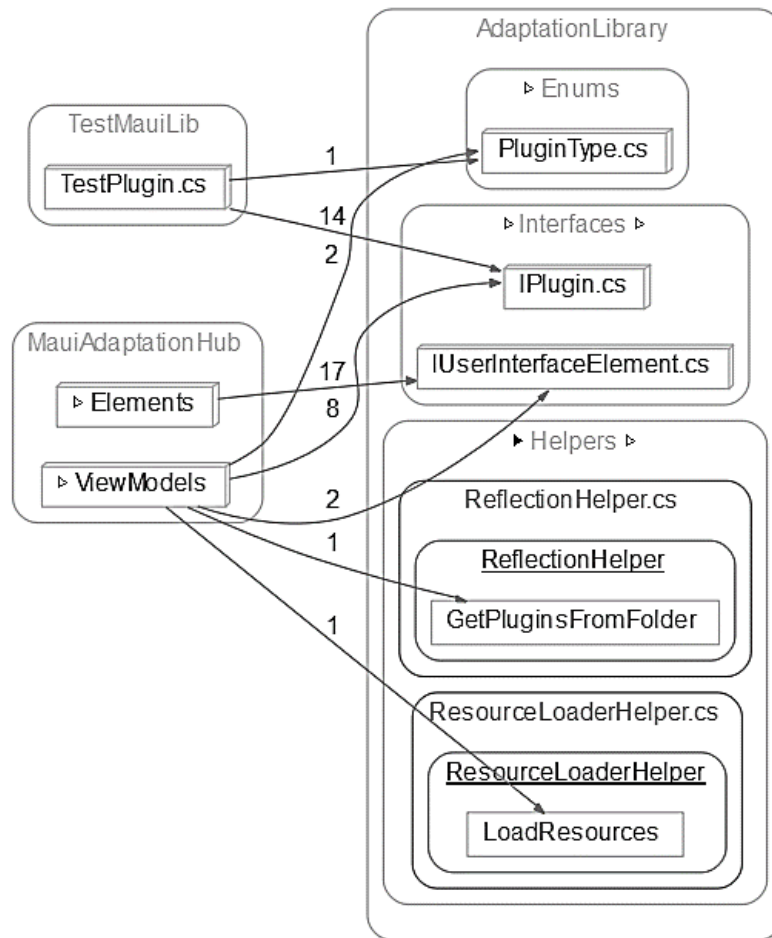 AdaptationLibrary
Enums
PluginType.cs
TestMauiLib
TestPlugin.cs
1
14
2
Interfaces
IPlugin.cs
IUserInterfaceElement.cs
MauiAdaptationHub
Elements
ViewModels
17
8
2
1
1
Helpers
ReflectionHelper.cs
ReflectionHelper
GetPluginsFromFolder
ResourceLoaderHelper.cs
ResourceLoaderHelper
LoadResources